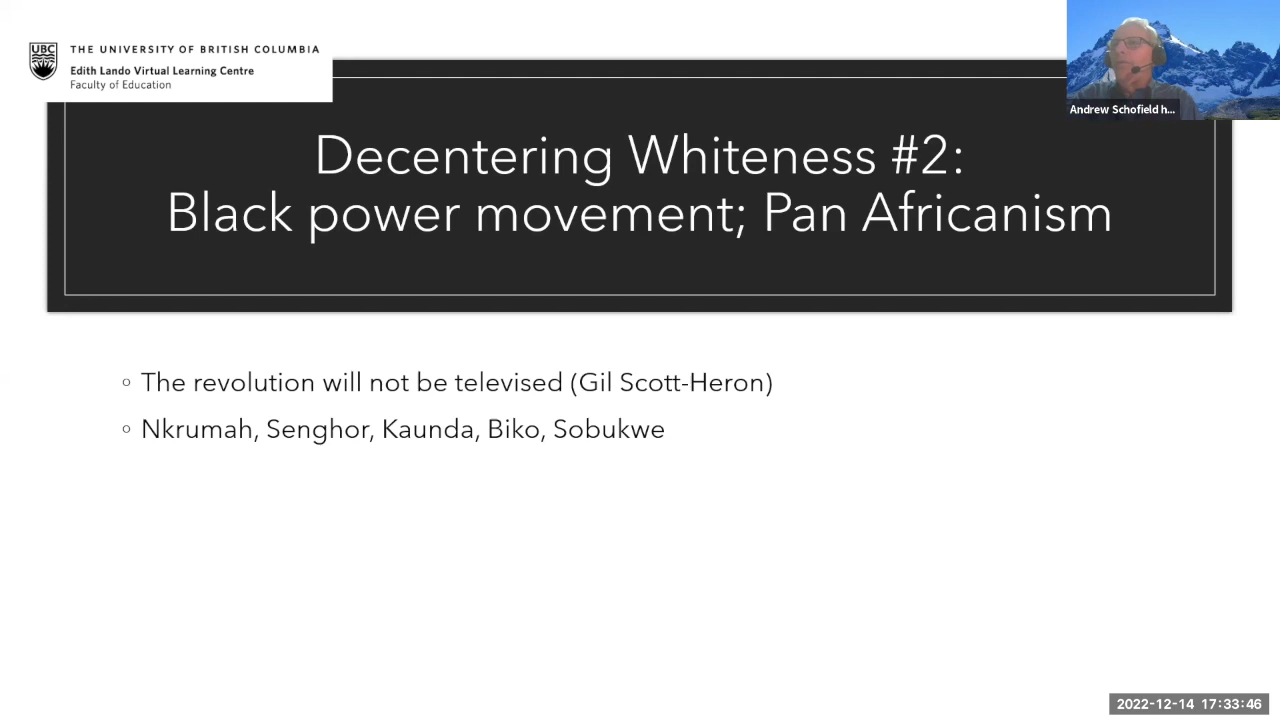 UBC
THE UNIVERSITY OF BRITISH COLUMBIA
Edith Lando Virtual Learning Centre
Faculty of Education
Andrew Schofield h...
Decentering Whiteness #2:
Black power movement; Pan Africanism
The revolution will not be televised (Gil Scott-Heron)
Nkrumah, Senghor, Kaunda, Biko, Sobukwe
2022-12-14 17:33:46